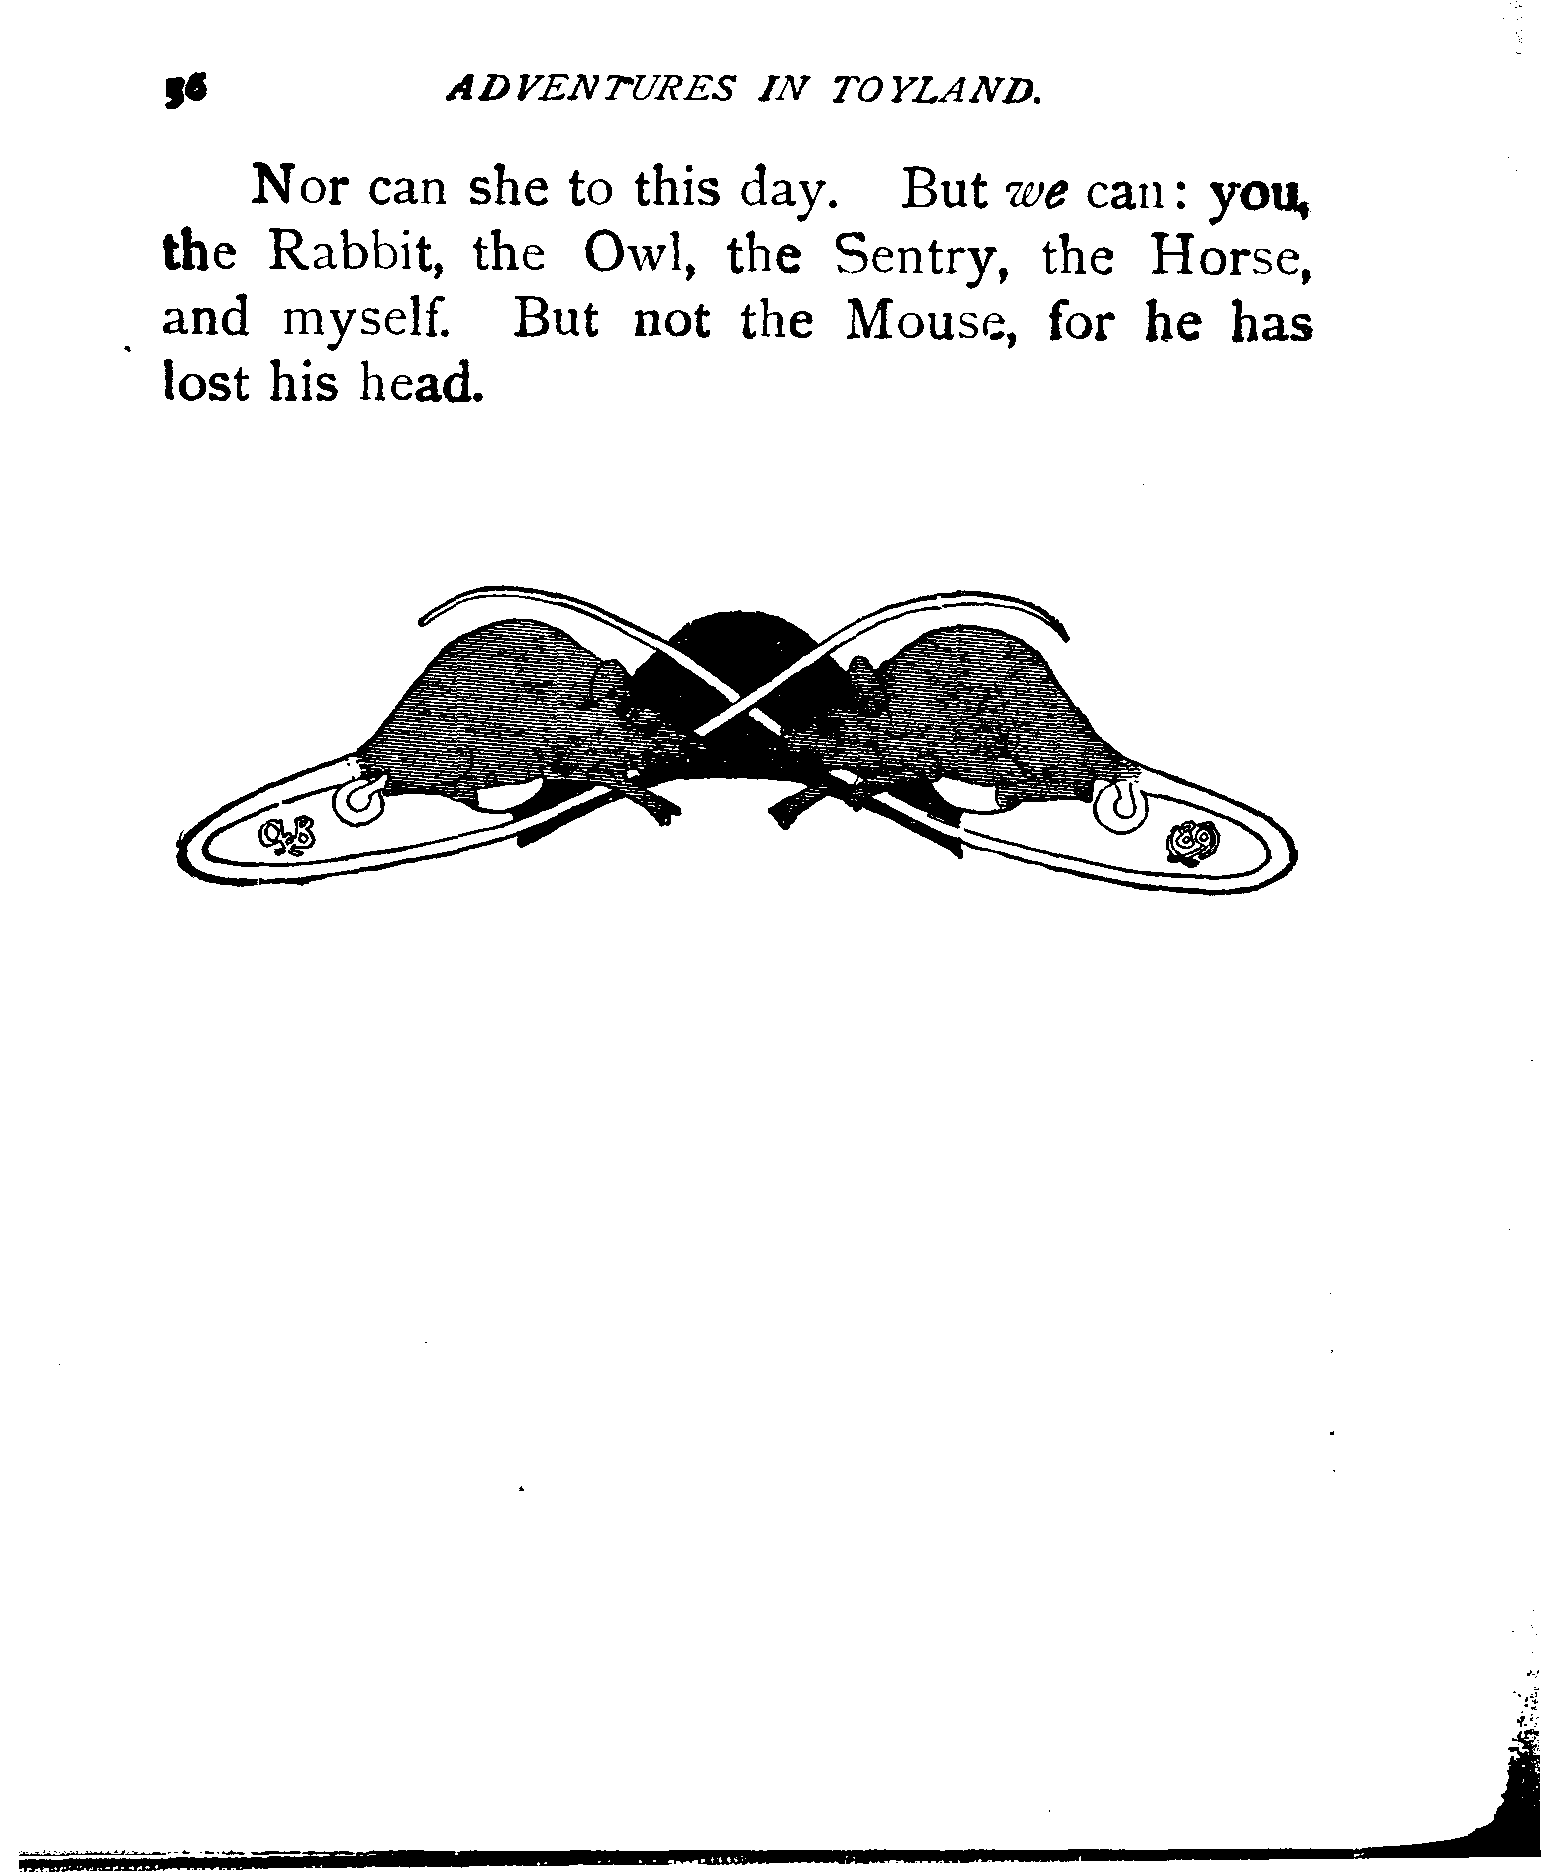 56 ADVENTURES IN TOYLAND.
Nor can she to this day. But we can: you,
the Rabbit, the Owl, the Sentry, the Horse,
and myself. But not the Mouse, for he has
lost his head.